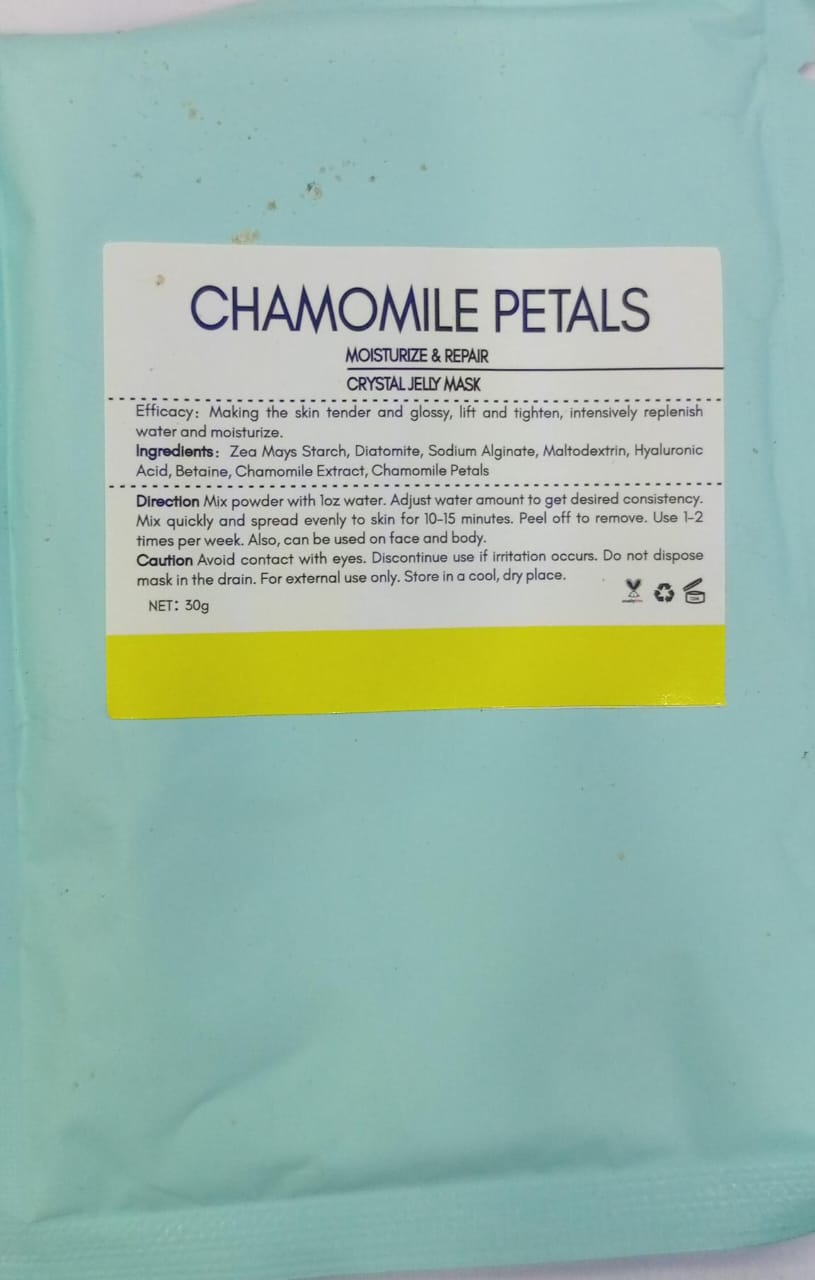 CHAMOMILE PETALS
MOISTURIZE & REPAIR
CRYSTAL JELLY MASK
Efficacy: Making the skin tender and glossy, lift and tighten, intensively replenish
water and moisturize.
Ingredients: Zea Mays Starch, Diatomite, Sodium Alginate, Maltodextrin, Hyaluronic
Acid, Betaine, Chamomile Extract, Chamomile Petals
Direction Mix powder with 1oz water. Adjust water amount to get desired consistency.
Mix quickly and spread evenly to skin for 10-15 minutes. Peel off to remove. Use 1-2
times per week. Also, can be used on face and body.
Caution Avoid contact with eyes. Discontinue use if irritation occurs. Do not dispose
mask in the drain. For external use only. Store in a cool, dry place.
NET: 30g